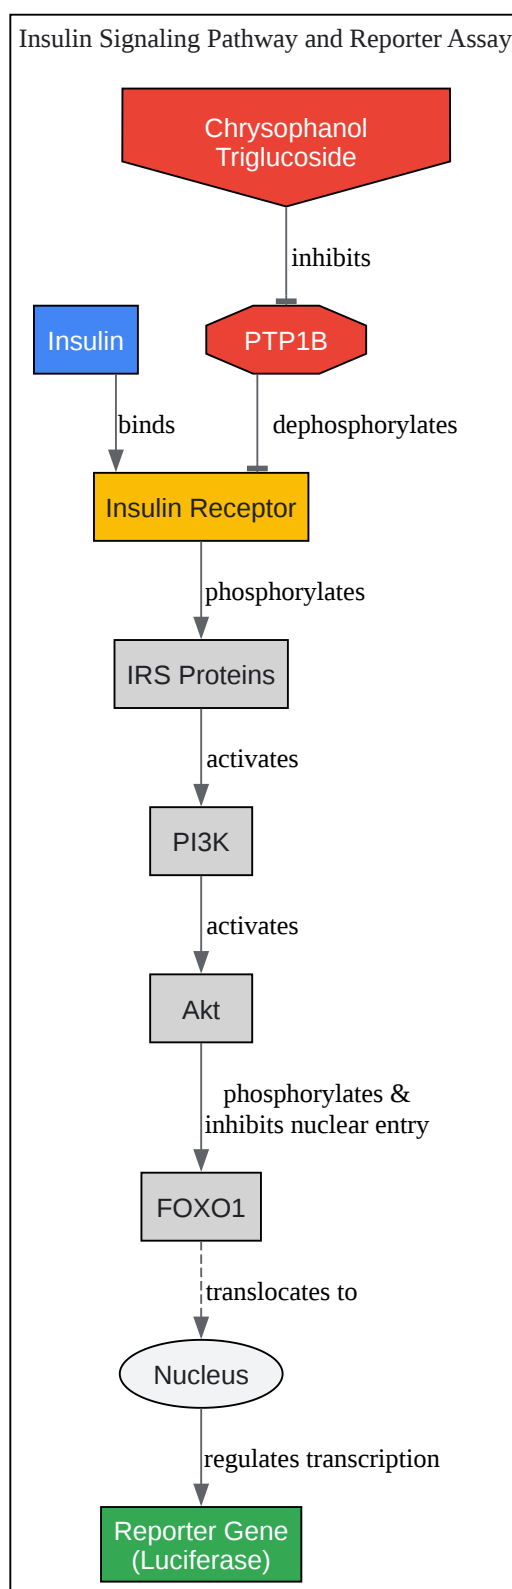 Insulin Signaling Pathway and Reporter Assay
Chrysophanol
Triglucoside
inhibits
Insulin
PTP1B
binds
dephosphorylates
Insulin Receptor
phosphorylates
IRS Proteins
activates
PI3K
activates
Akt
phosphorylates &
inhibits nuclear entry
FOXO1
translocates to
Nucleus
regulates transcription
Reporter Gene
(Luciferase)